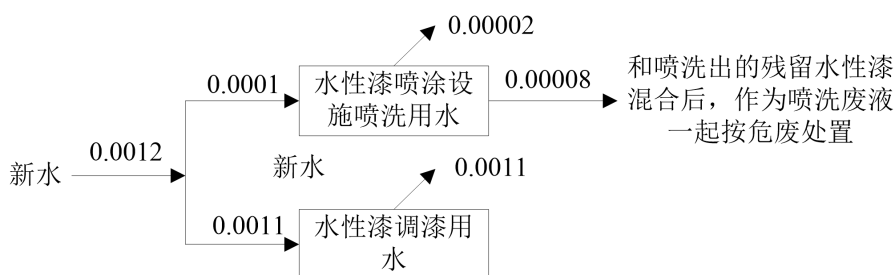 0.00002
0.0001
水性漆喷涂设
施喷洗用水
0.00008
和喷洗出的残留水性漆
混合后，作为喷洗废液
一起按危废处置
新水
0.0012
新水
0.0011
0.0011
水性漆调漆用
水